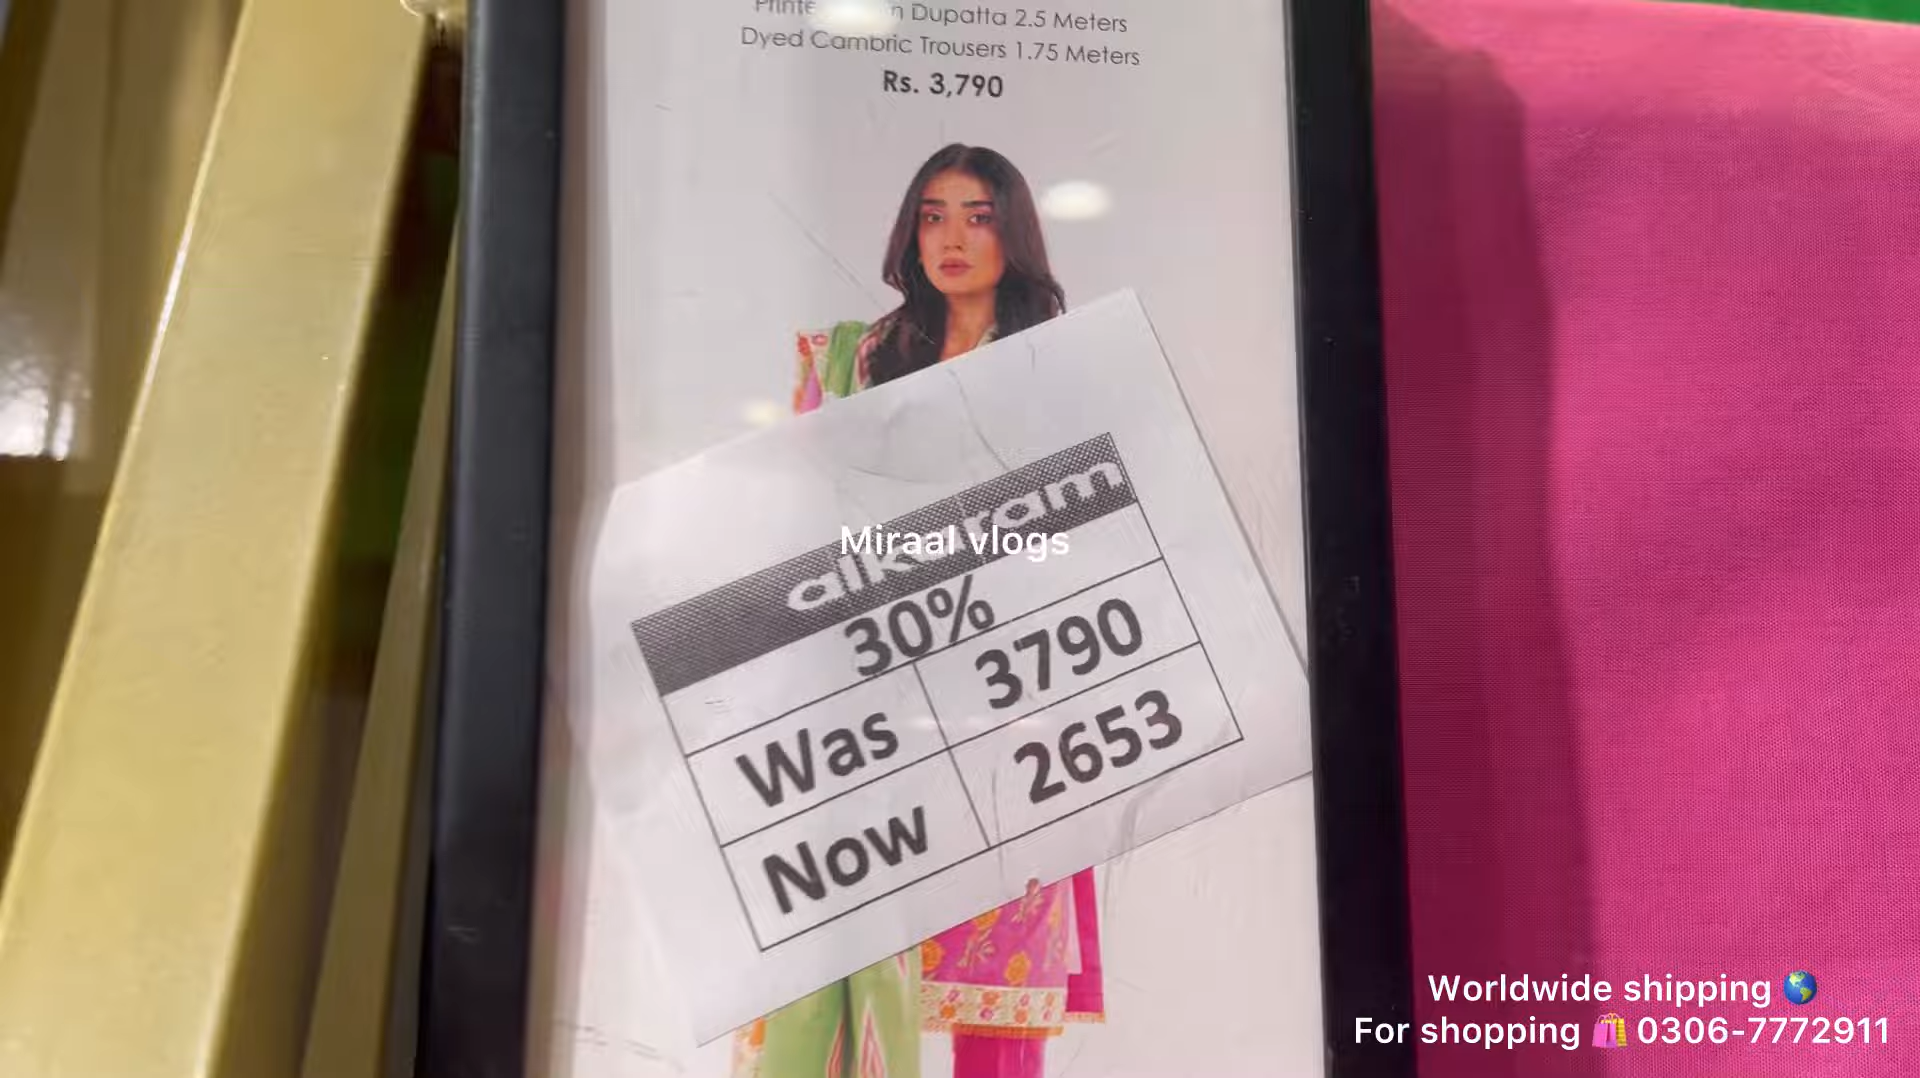 Dupatta 2.5 Meters
Dyed Cambric Trousers 1.75 Meters
Rs. 3,790
alkaram
Miraal vlogs
30%
Was 3790
Now 2653
Worldwide shipping 🌎
For shopping 🛍️ 0306-7772911